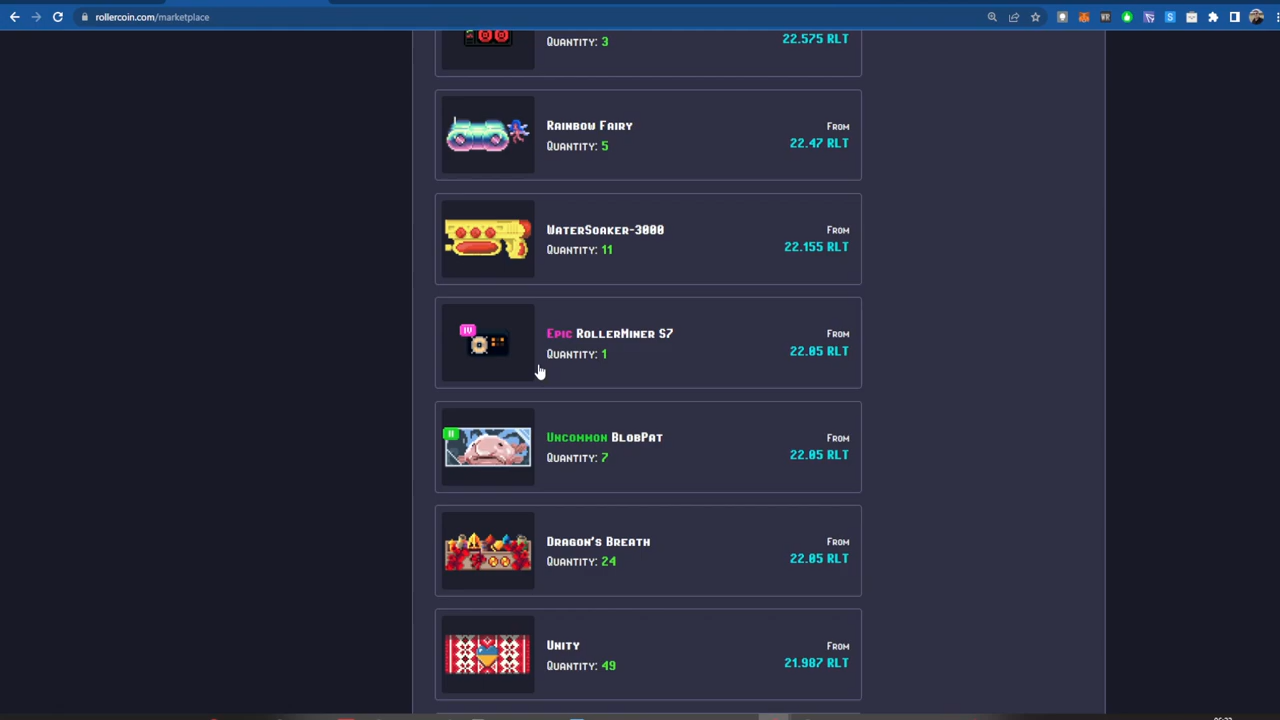 rollercoin.com/marketplace
Quantity: 3
22.575 RLT
Rainbow Fairy
From
Quantity: 5
22.47 RLT
WaterSoaker-3000
From
Quantity: 11
22.155 RLT
IV
Epic RollerMiner S7
From
Quantity: 1
22.05 RLT
II
Uncommon BlobPat
From
Quantity: 7
22.05 RLT
Dragon's Breath
From
Quantity: 24
22.05 RLT
Unity
From
Quantity: 49
21.987 RLT